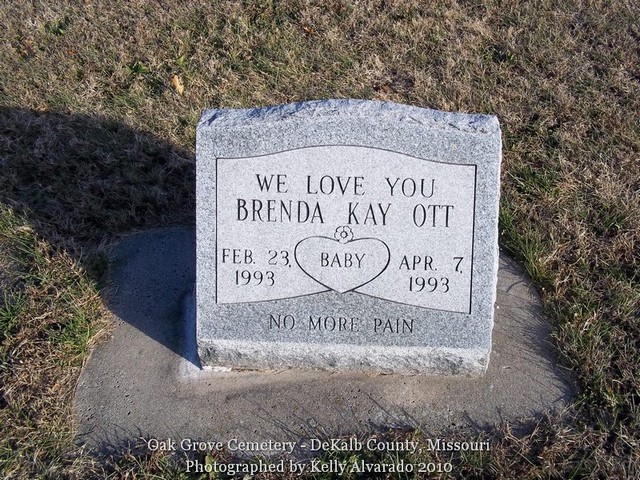 WE LOVE YOU
BRENDA KAY OTT
FEB. 23, BABY APR. 7,
1993 1993
NO MORE PAIN
Oak Grove Cemetery - DeKalb County, Missouri
Photographed by Kelly Alvarado 2010